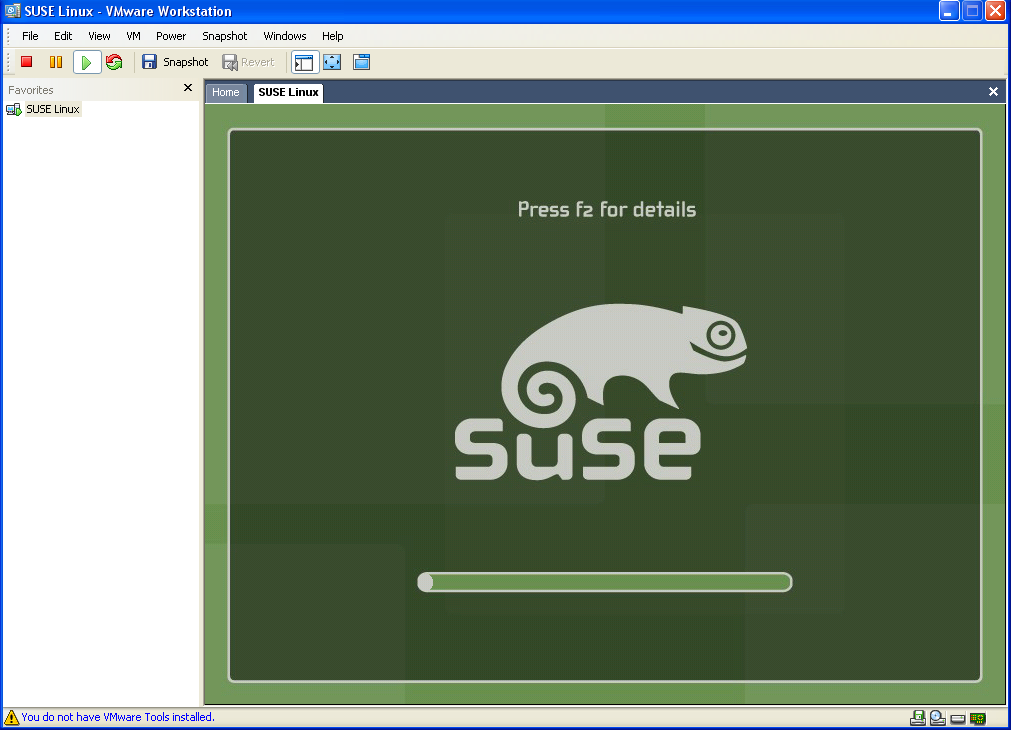 SUSE Linux - VMware Workstation
File Edit View VM Power Snapshot Windows Help
Snapshot Revert
Favorites
SUSE Linux
Home SUSE Linux
Press f2 for details
suse
You do not have VMware Tools installed.